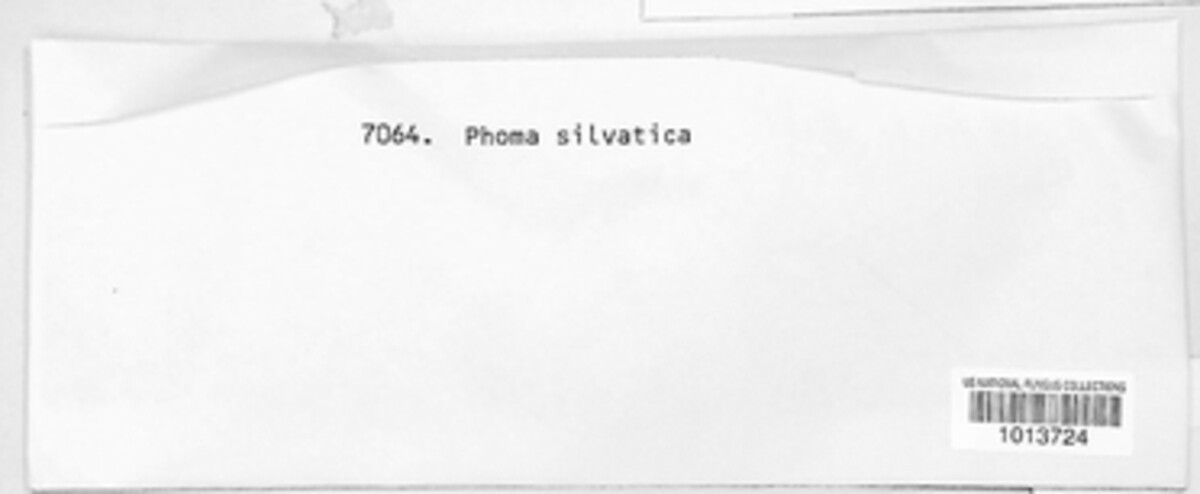 7064. Phoma silvatica
US NATIONAL FUNGUS COLLECTIONS
1013724